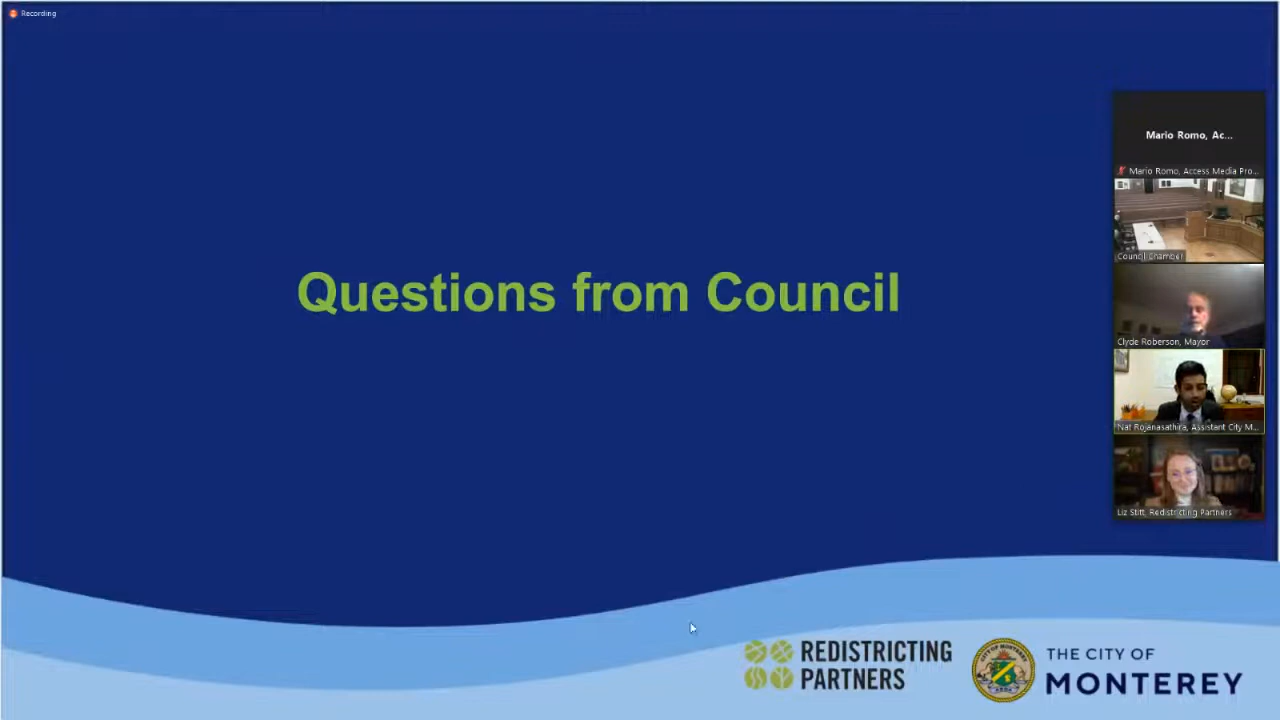 Recording
Questions from Council
Mario Romo, Ac...
Mario Romo, Access Media Pro...
Council Chamber
Clyde Roberson, Mayor
Nat Rojanasathira, Assistant City M...
Liz Stitt, Redistricting Partners
REDISTRICTING
PARTNERS
THE CITY OF
MONTEREY